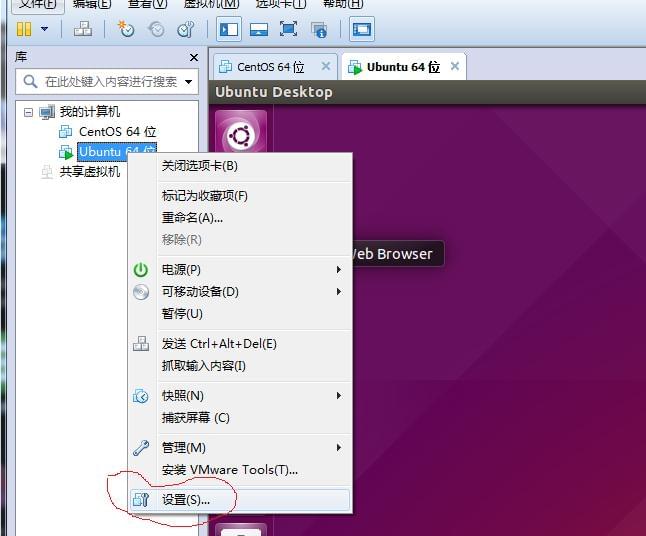 文件(F) 编辑(E) 查看(V) 虚拟机(M) 选项卡(T) 帮助(H)
库
在此处键入内容进行搜索
我的计算机
CentOS 64 位
Ubuntu 64 位
共享虚拟机
CentOS 64 位
Ubuntu 64 位
Ubuntu Desktop
Web Browser
关闭选项卡(B)
标记为收藏项(F)
重命名(A)...
移除(R)
电源(P)
可移动设备(D)
暂停(U)
发送 Ctrl+Alt+Del(E)
抓取输入内容(I)
快照(N)
捕获屏幕 (C)
管理(M)
安装 VMware Tools(T)...
设置(S)...